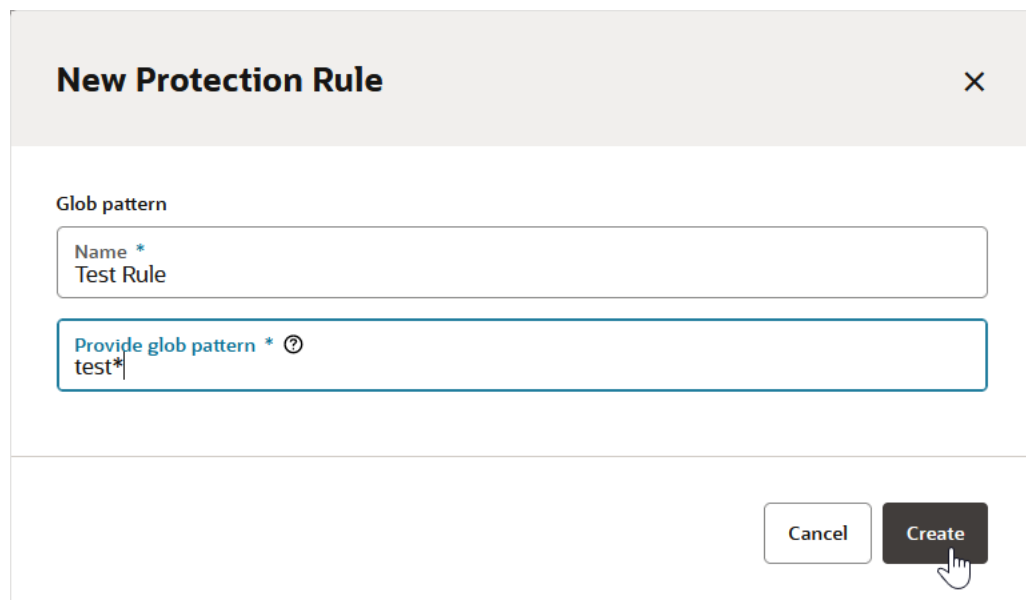 New Protection Rule
Glob pattern
Name *
Test Rule
Provide glob pattern *
test*
Cancel
Create